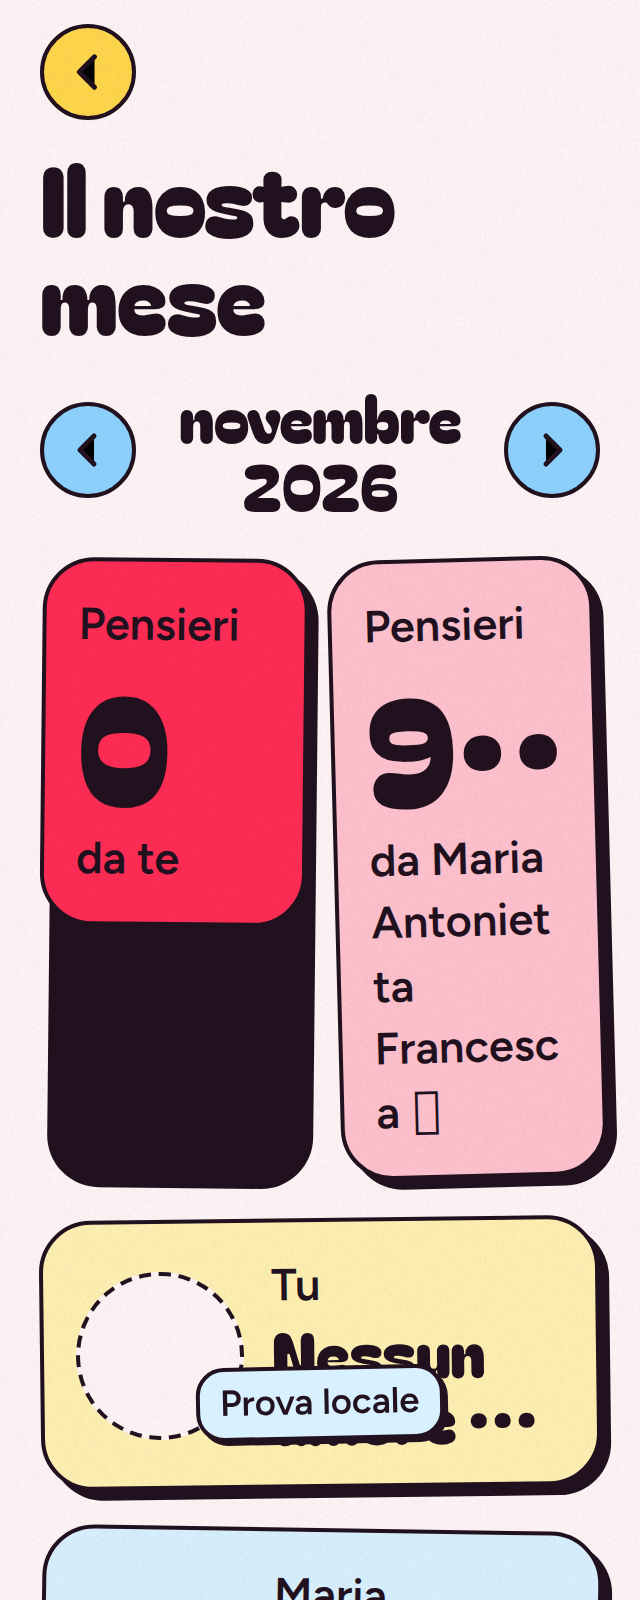 Il nostro
mese
novembre
2026
Pensieri
0
da te
Pensieri
9••
da Maria
Antoniet
ta
Francesc
a
Tu
Nessun
Prova locale
Maria